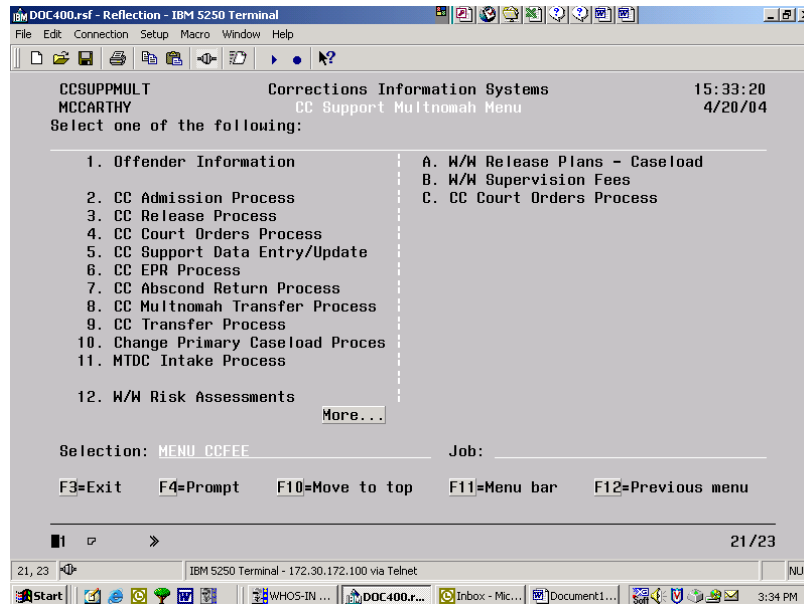 DOC400.rsf - Reflection - IBM 5250 Terminal
File Edit Connection Setup Macro Window Help
CCSUPPMULT Corrections Information Systems 15:33:20
MCCARTHY CC Support Multnomah Menu 4/20/04
Select one of the following:
1. Offender Information
2. CC Admission Process
3. CC Release Process
4. CC Court Orders Process
5. CC Support Data Entry/Update
6. CC EPR Process
7. CC Abscond Return Process
8. CC Multnomah Transfer Process
9. CC Transfer Process
10. Change Primary Caseload Proces
11. MTDC Intake Process
12. W/W Risk Assessments
More...
A. W/W Release Plans - Caseload
B. W/W Supervision Fees
C. CC Court Orders Process
Selection: MENU CCFEE Job:
F3=Exit F4=Prompt F10=Move to top F11=Menu bar F12=Previous menu
1 » 21/23
21, 23 IBM 5250 Terminal - 172.30.172.100 via Telnet NU
Start WHOS-IN ... DOC400.r... Inbox - Mic... Document1... 3:34 PM